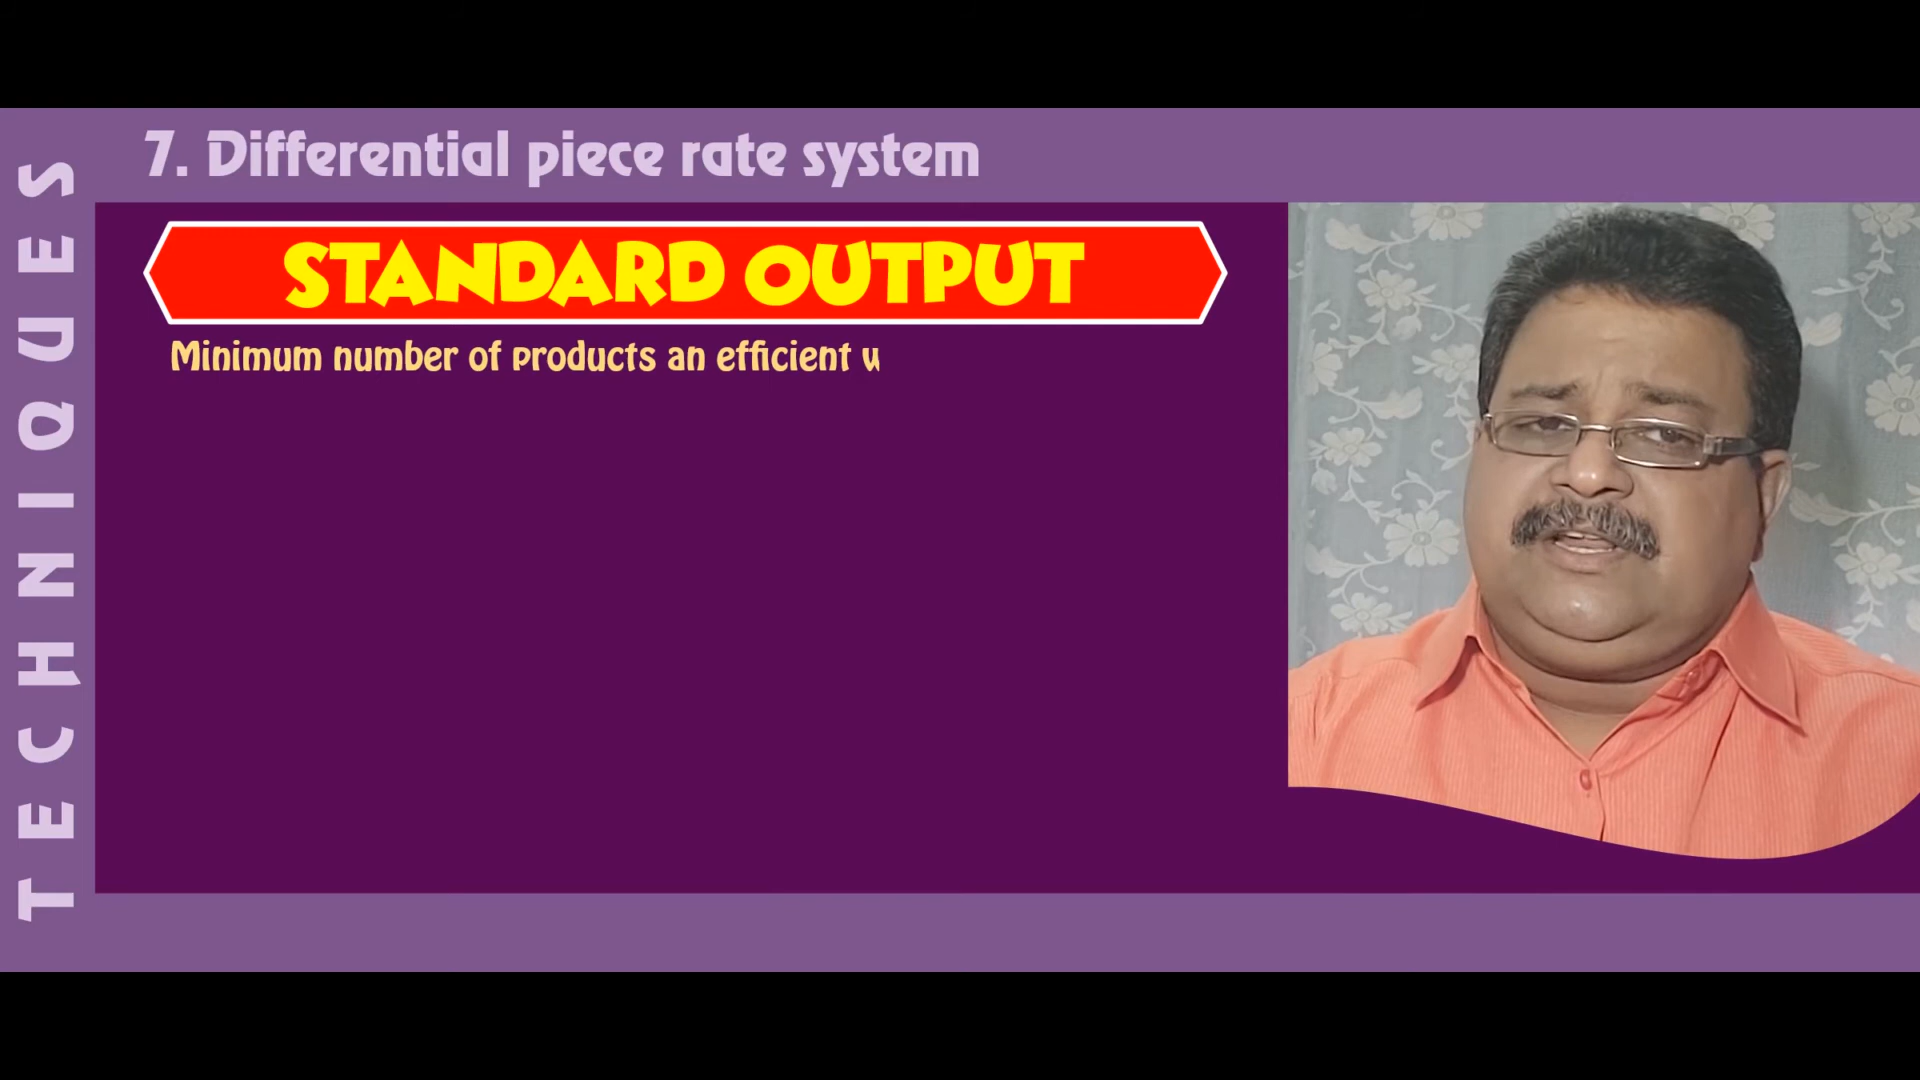 7. Differential piece rate system
TECHNIQUES
STANDARD OUTPUT
Minimum number of products an efficient